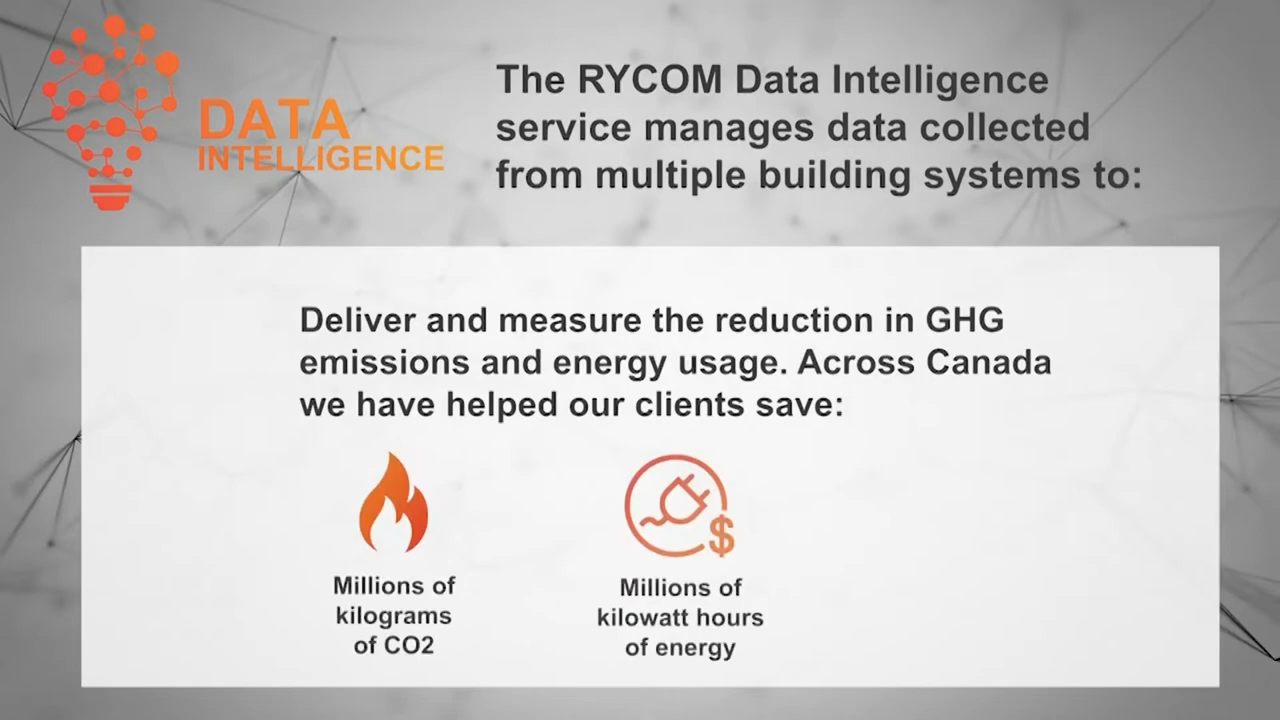 DATA
INTELLIGENCE
The RYCOM Data Intelligence
service manages data collected
from multiple building systems to:
Deliver and measure the reduction in GHG
emissions and energy usage. Across Canada
we have helped our clients save:
$
Millions of
kilograms
of CO2
Millions of
kilowatt hours
of energy